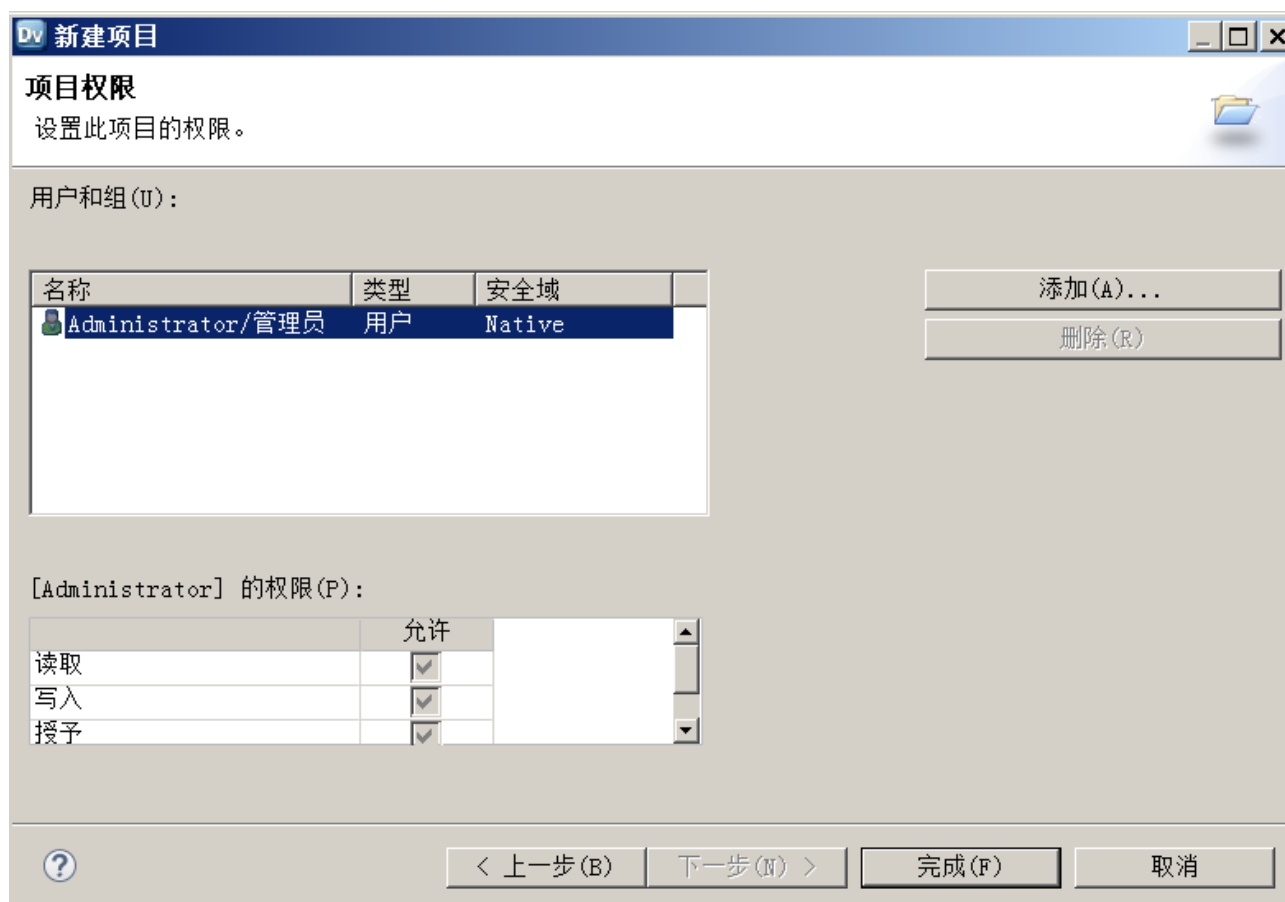 Dv 新建项目
项目权限
设置此项目的权限。
用户和组(U):
名称 类型 安全域
Administrator/管理员 用户 Native
添加(A)...
删除(R)
[Administrator] 的权限(P):
允许
读取
写入
授予
?
< 上一步(B) 下一步(N) > 完成(F) 取消